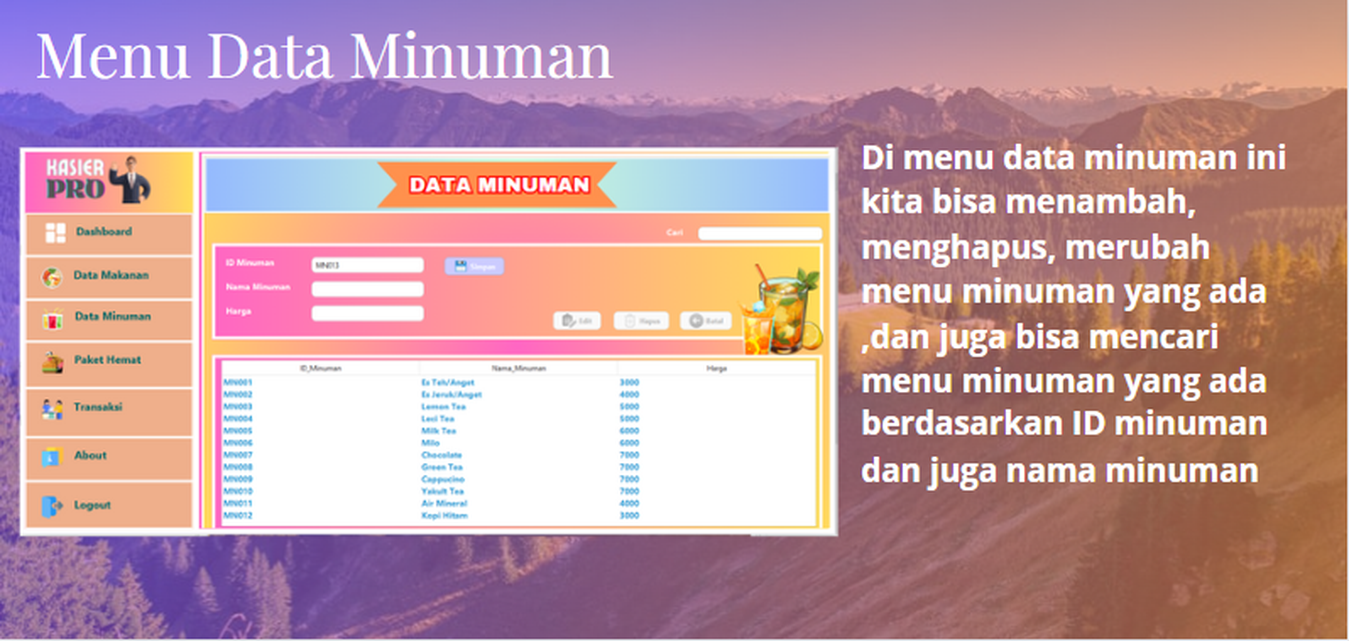 Menu Data Minuman
KASIER
PRO
Dashboard
Data Makanan
Data Minuman
Paket Hemat
Transaksi
About
Logout
DATA MINUMAN
Cari
ID Minuman
MN013
Simpan
Nama Minuman
Harga
Edit
Hapus
Batal
ID_Minuman Nama_Minuman Harga
MN001 Es Teh/Anget 3000
MN002 Es Jeruk/Anget 4000
MN003 Lemon Tea 5000
MN004 Leci Tea 5000
MN005 Milk Tea 6000
MN006 Milo 6000
MN007 Chocolate 7000
MN008 Green Tea 7000
MN009 Cappucino 7000
MN010 Yakult Tea 7000
MN011 Air Mineral 4000
MN012 Kopi Hitam 3000
Di menu data minuman ini
kita bisa menambah,
menghapus, merubah
menu minuman yang ada
,dan juga bisa mencari
menu minuman yang ada
berdasarkan ID minuman
dan juga nama minuman